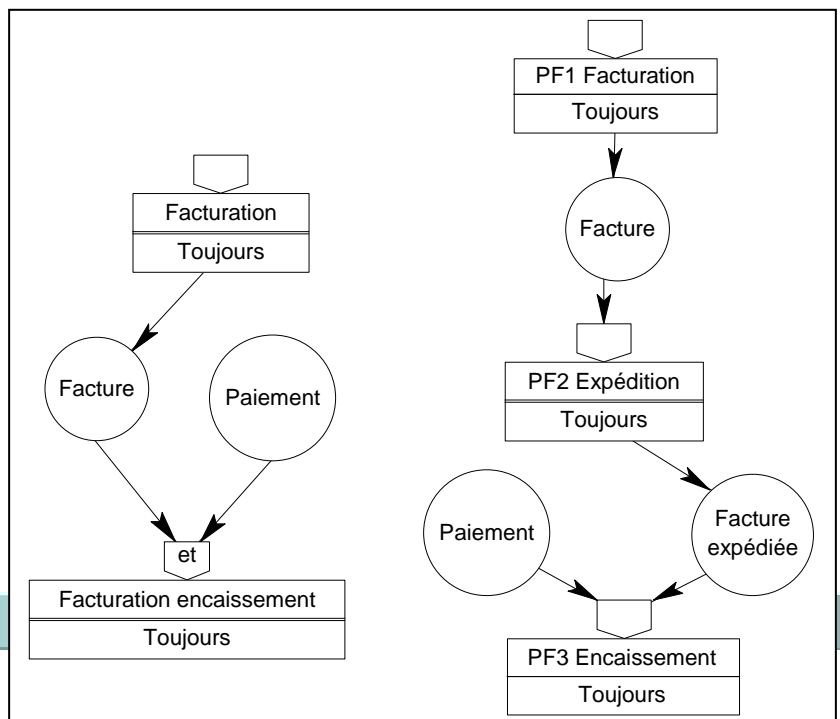 Facturation
Toujours
Facture
Paiement
et
Facturation encaissement
Toujours
PF1 Facturation
Toujours
Facture
PF2 Expédition
Toujours
Paiement
Facture
expédiée
PF3 Encaissement
Toujours